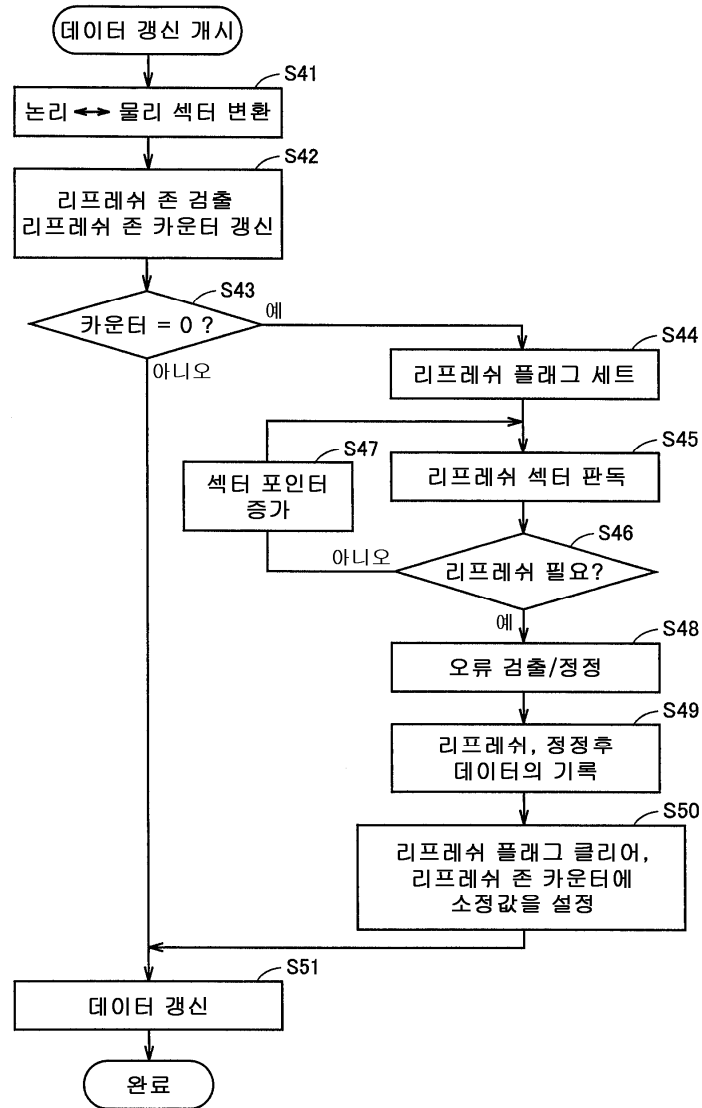 데이터 갱신 개시
S41
논리 ↔ 물리 섹터 변환
S42
리프레쉬 존 검출
리프레쉬 존 카운터 갱신
S43
카운터 = 0 ?
예
아니오
S44
리프레쉬 플래그 세트
S45
리프레쉬 섹터 판독
S47
섹터 포인터
증가
S46
리프레쉬 필요?
아니오
예
S48
오류 검출/정정
S49
리프레쉬, 정정후
데이터의 기록
S50
리프레쉬 플래그 클리어,
리프레쉬 존 카운터에
소정값을 설정
S51
데이터 갱신
완료